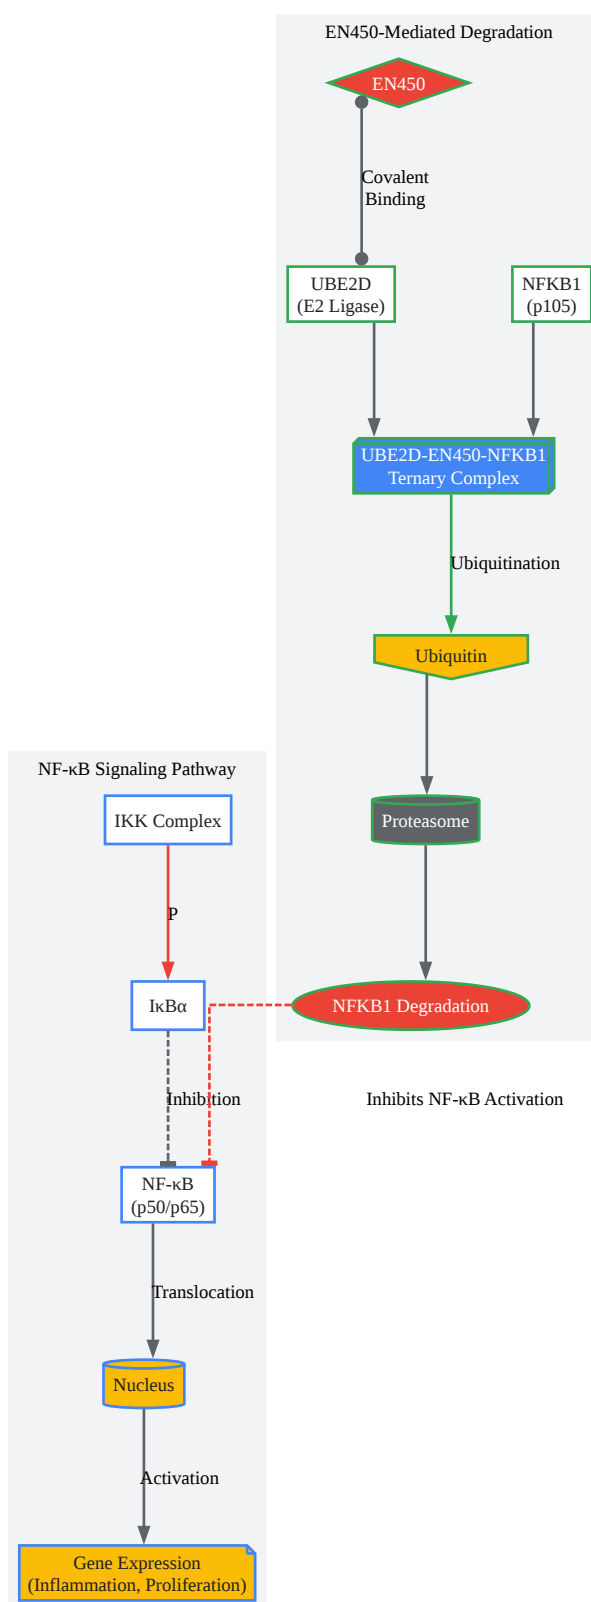 EN450-Mediated Degradation
EN450
Covalent
Binding
UBE2D
(E2 Ligase)
NFKB1
(p105)
UBE2D-EN450-NFKB1
Ternary Complex
Ubiquitination
Ubiquitin
Proteasome
NFKB1 Degradation
Inhibits NF-κB Activation
NF-κB Signaling Pathway
IKK Complex
P
IκBα
Inhibition
NF-κB
(p50/p65)
Translocation
Nucleus
Activation
Gene Expression
(Inflammation, Proliferation)